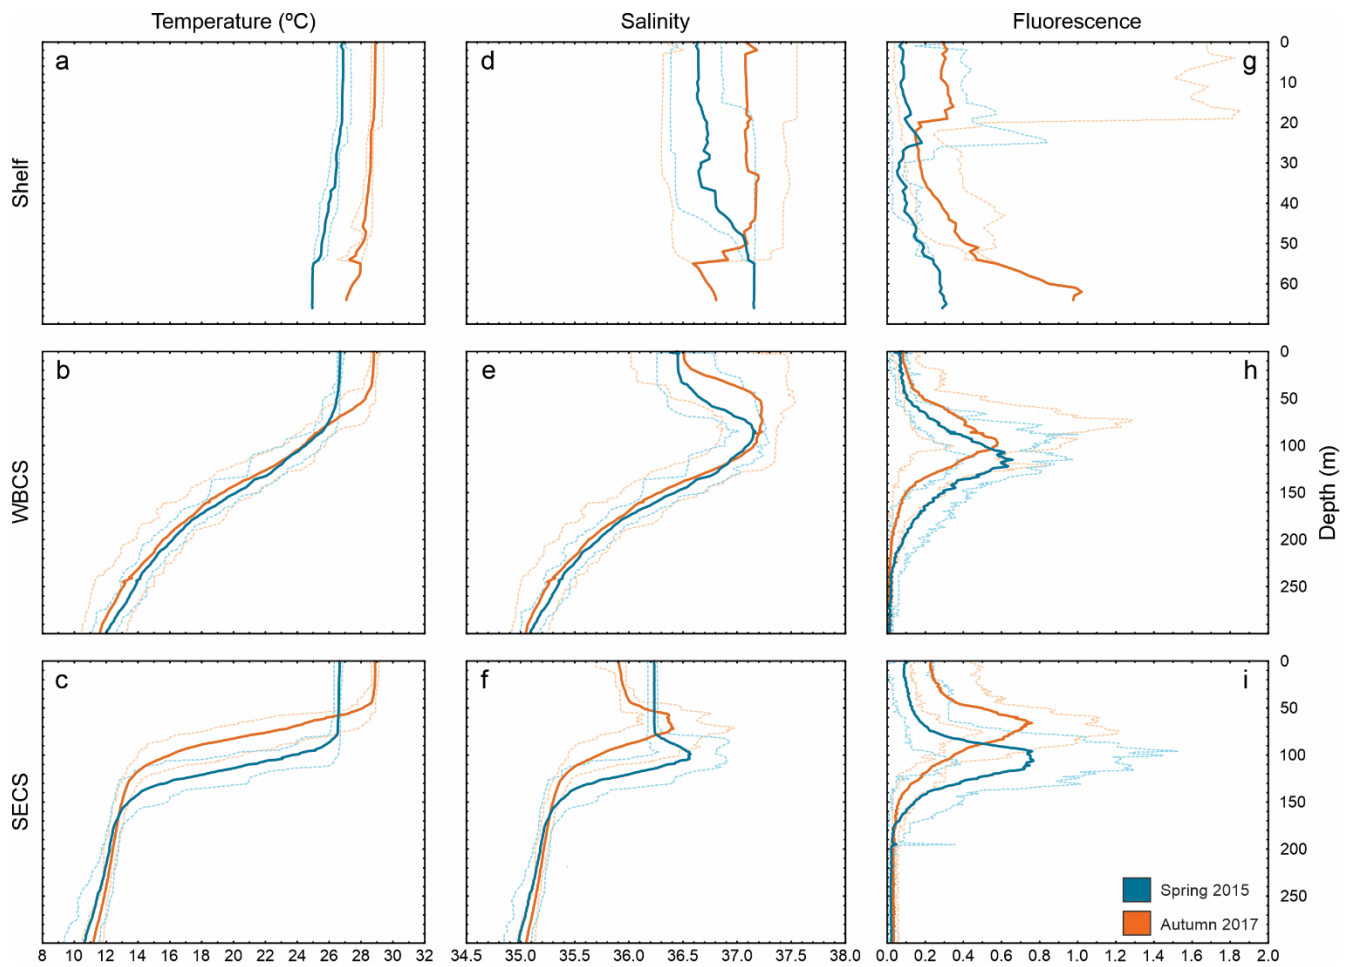 Temperature (ºC) Salinity Fluorescence
a d g 0
10
20
Shelf 30
40
50
60
b e h 0
50
100
WBCS Depth (m)
150
200
250
c f i 0
50
100
SECS 150
200
Spring 2015 250
Autumn 2017
8 10 12 14 16 18 20 22 24 26 28 30 32 34.5 35.0 35.5 36.0 36.5 37.0 37.5 38.0 0.0 0.2 0.4 0.6 0.8 1.0 1.2 1.4 1.6 1.8 2.0